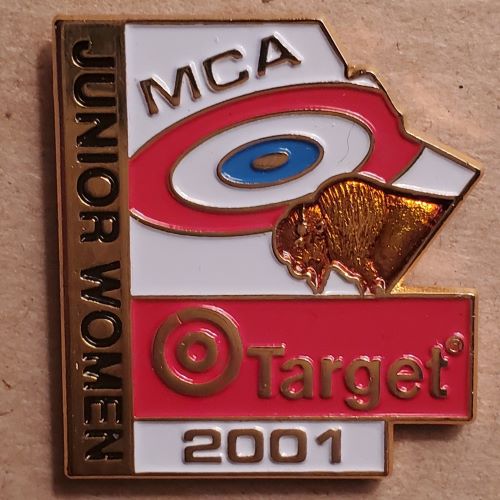 JUNIOR WOMEN
MCA
Target®
2001